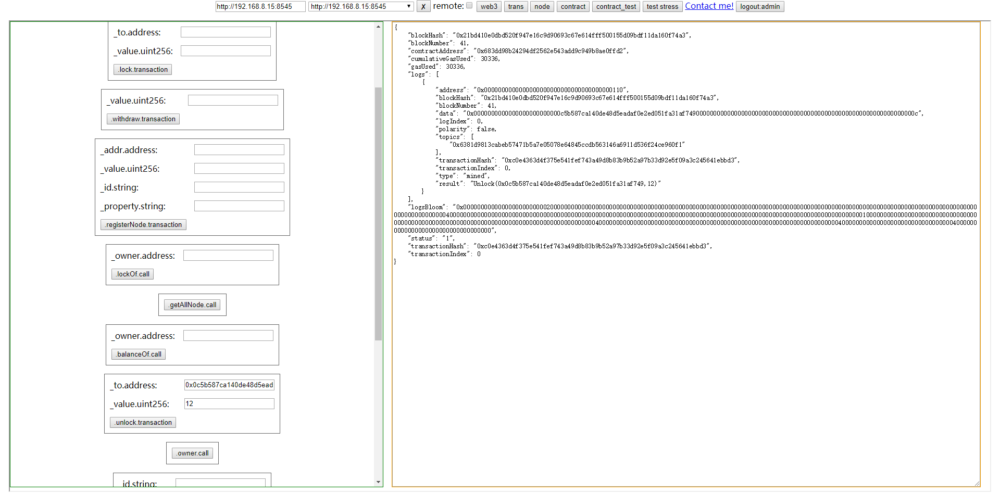 http://192.168.8.15:8545 http://192.168.8.15:8545 ✗ remote: web3 trans node contract contract_test test stress Contact me! logout:admin
_to.address:
_value.uint256:
.lock.transaction
_value.uint256:
.withdraw.transaction
_addr.address:
_value.uint256:
_id.string:
_property.string:
.registerNode.transaction
_owner.address:
.lockOf.call
.getAllNode.call
_owner.address:
.balanceOf.call
_to.address: 0x0c5b587ca140de48d5ead
_value.uint256: 12
.unlock.transaction
.owner.call
id.string:
{
"blockHash": "0x21bd410e0dbd520f947e16c9d90693c67e614fff500155d09bdf11da160f74a3",
"blockNumber": 41,
"contractAddress": "0x683dd98b24294df2562e543add9c949b8ae0ffd2",
"cumulativeGasUsed": 30336,
"gasUsed": 30336,
"logs": [
{
"address": "0x0000000000000000000000000000000000000110",
"blockHash": "0x21bd410e0dbd520f947e16c9d90693c67e614fff500155d09bdf11da160f74a3",
"blockNumber": 41,
"data": "0x0000000000000000000000000c5b587ca140de48d5eadaf0e2ed051fa31af749000000000000000000000000000000000000000000000000000000000000000c",
"logIndex": 0,
"polarity": false,
"topics": [
"0x6381d9813cabeb57471b5a7e05078e64845ccdb563146a6911d536f24ce960f1"
],
"transactionHash": "0xc0e4363d4f375e541fef743a49d8b83b9b52a97b33d92e5f09a3c245641ebbd3",
"transactionIndex": 0,
"type": "mined",
"result": "Unlock(0x0c5b587ca140de48d5eadaf0e2ed051fa31af749,12)"
}
],
"logsBloom":
"status": "1",
"transactionHash": "0xc0e4363d4f375e541fef743a49d8b83b9b52a97b33d92e5f09a3c245641ebbd3",
"transactionIndex": 0
}